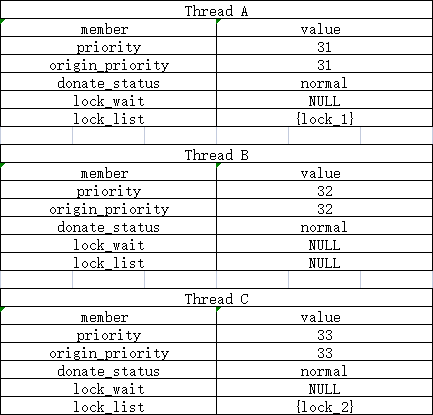 Thread A
member value
priority 31
origin_priority 31
donate_status normal
lock_wait NULL
lock_list {lock_1}
Thread B
member value
priority 32
origin_priority 32
donate_status normal
lock_wait NULL
lock_list NULL
Thread C
member value
priority 33
origin_priority 33
donate_status normal
lock_wait NULL
lock_list {lock_2}